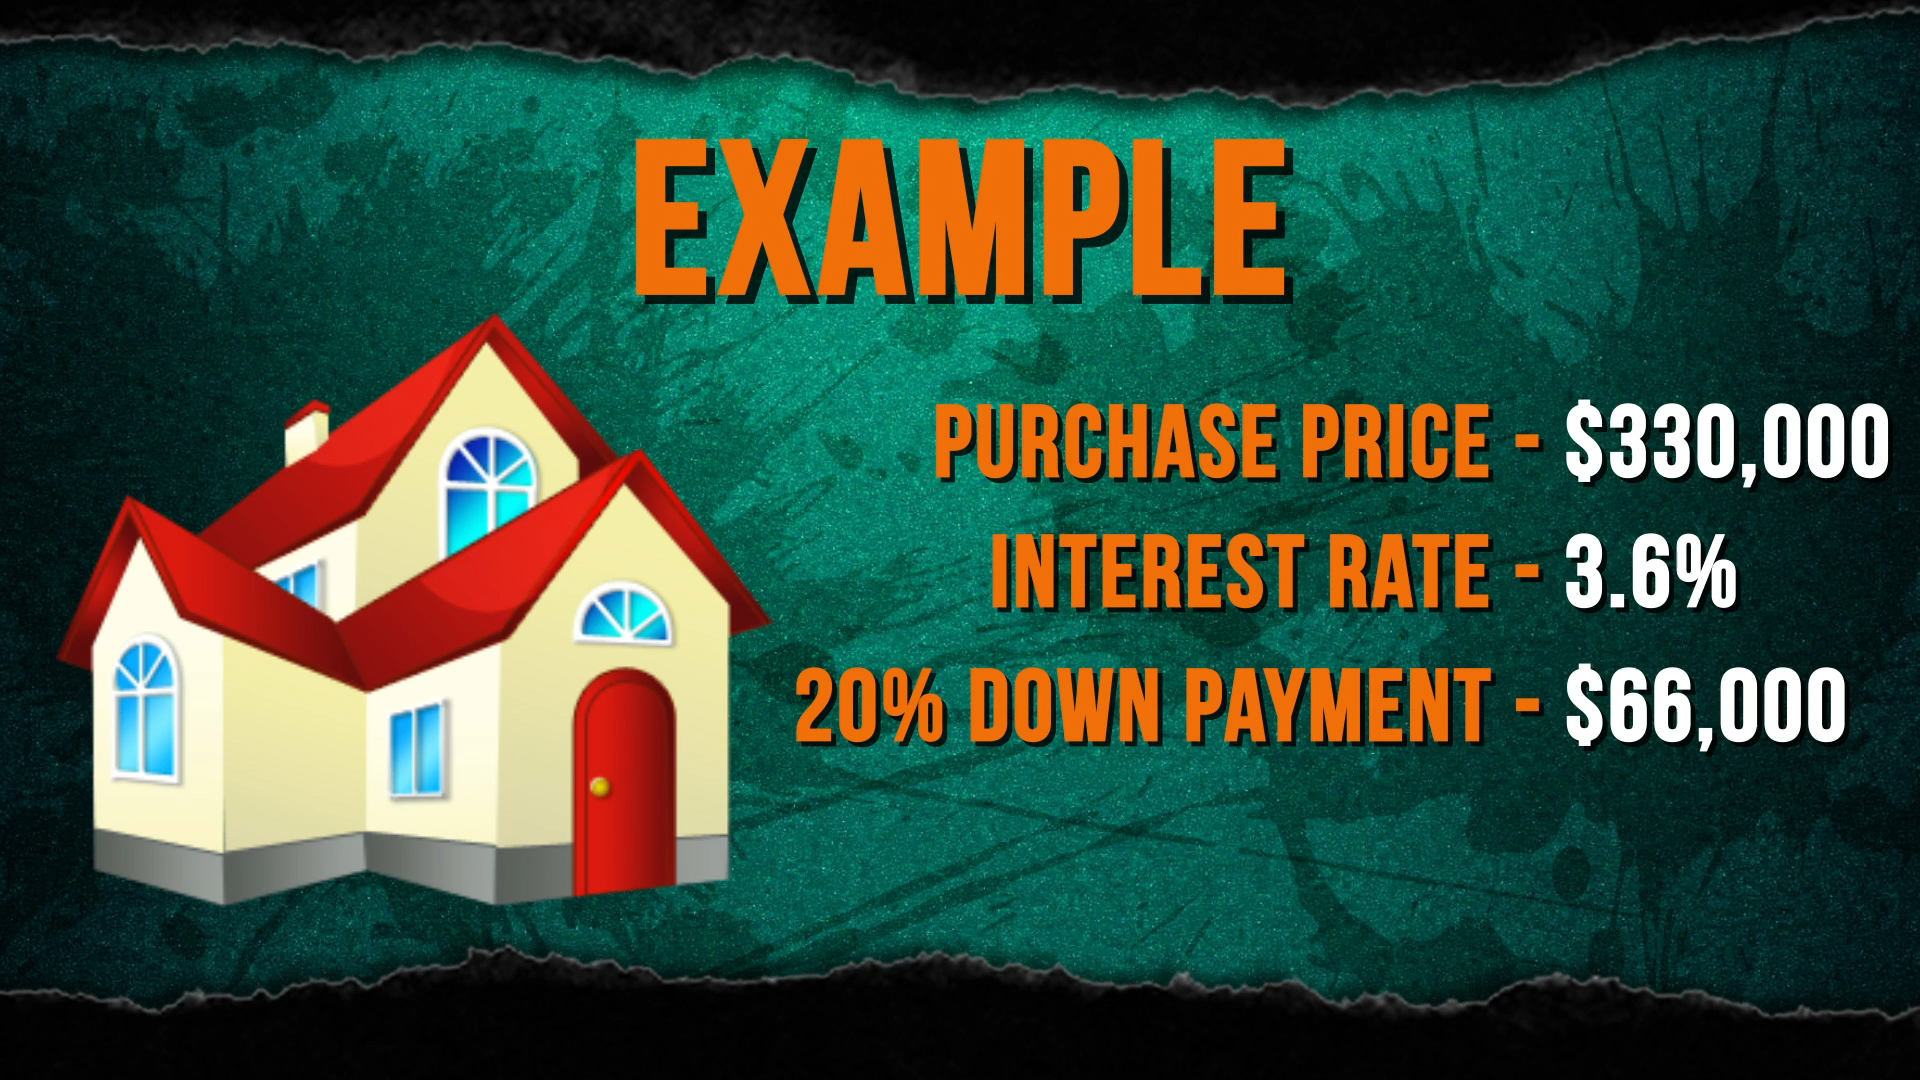 EXAMPLE
PURCHASE PRICE - $330,000
INTEREST RATE - 3.6%
20% DOWN PAYMENT - $66,000